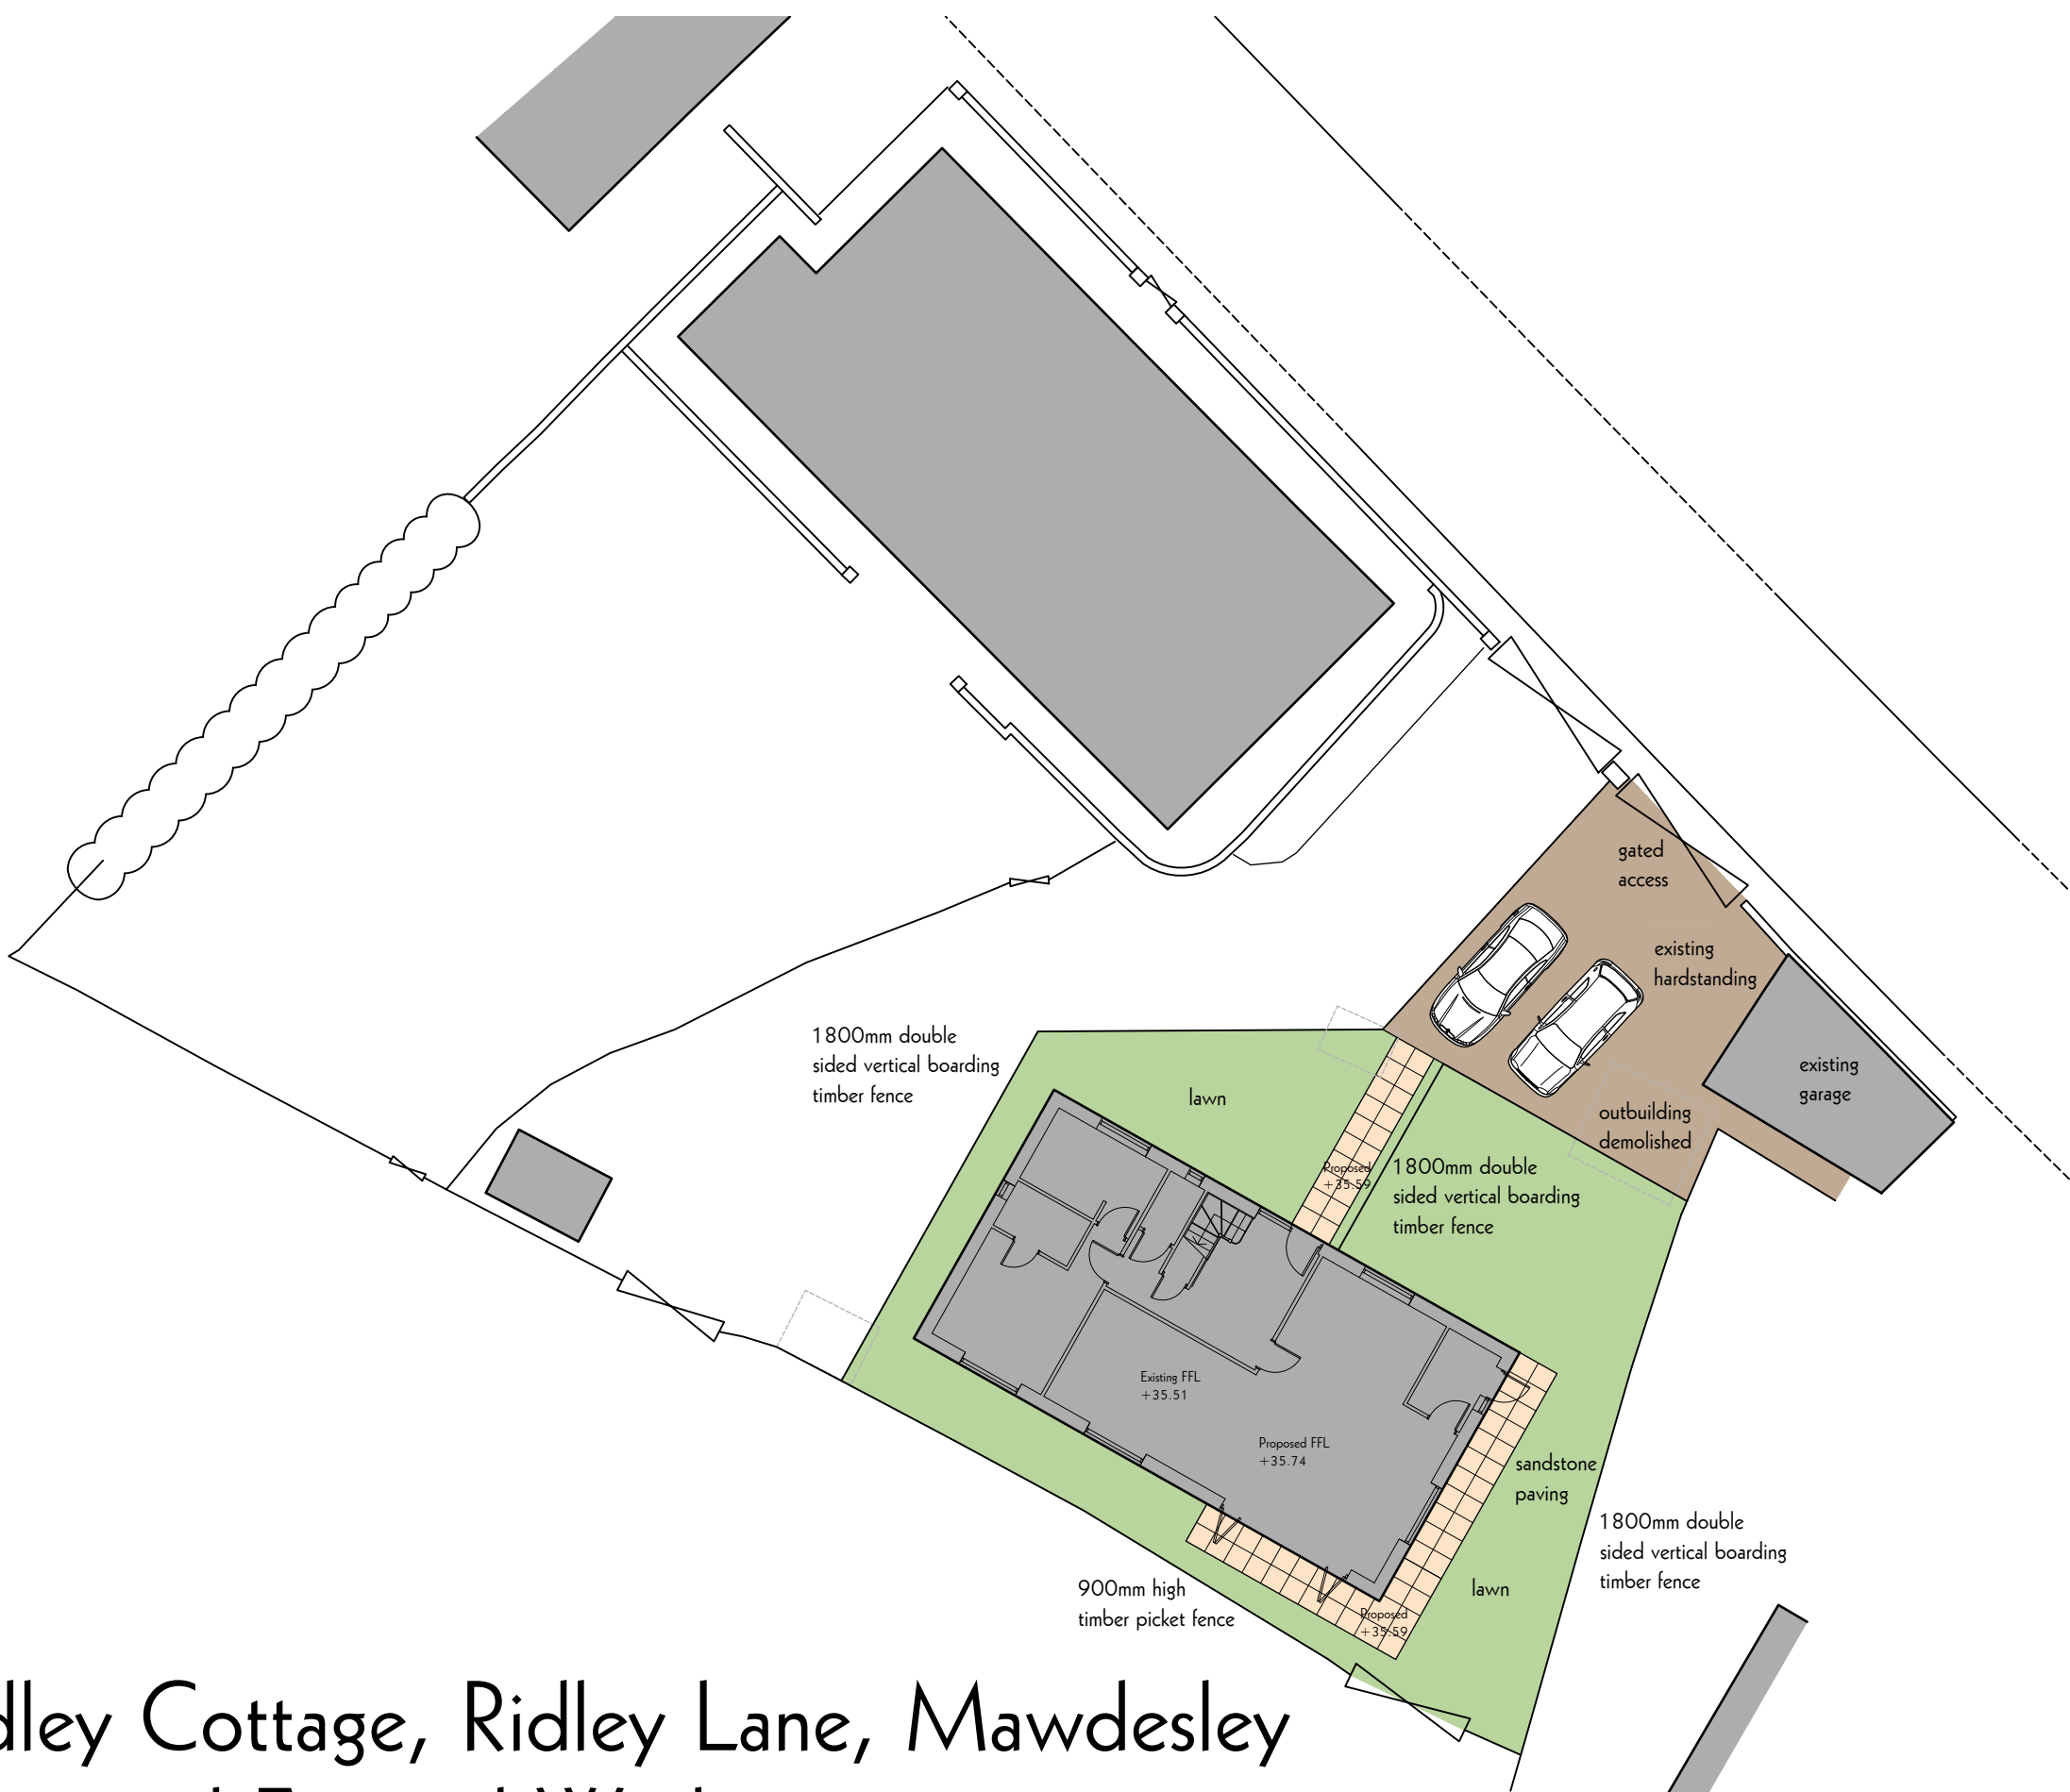 gated
access
existing
hardstanding
1800mm double
sided vertical boarding
timber fence
existing
garage
lawn
outbuilding
demolished
Proposed
+35.59
1800mm double
sided vertical boarding
timber fence
Existing FFL
+35.51
Proposed FFL
+35.74
sandstone
paving
1800mm double
sided vertical boarding
timber fence
900mm high
timber picket fence
lawn
Proposed
+35.59
dley Cottage, Ridley Lane, Mawdesley